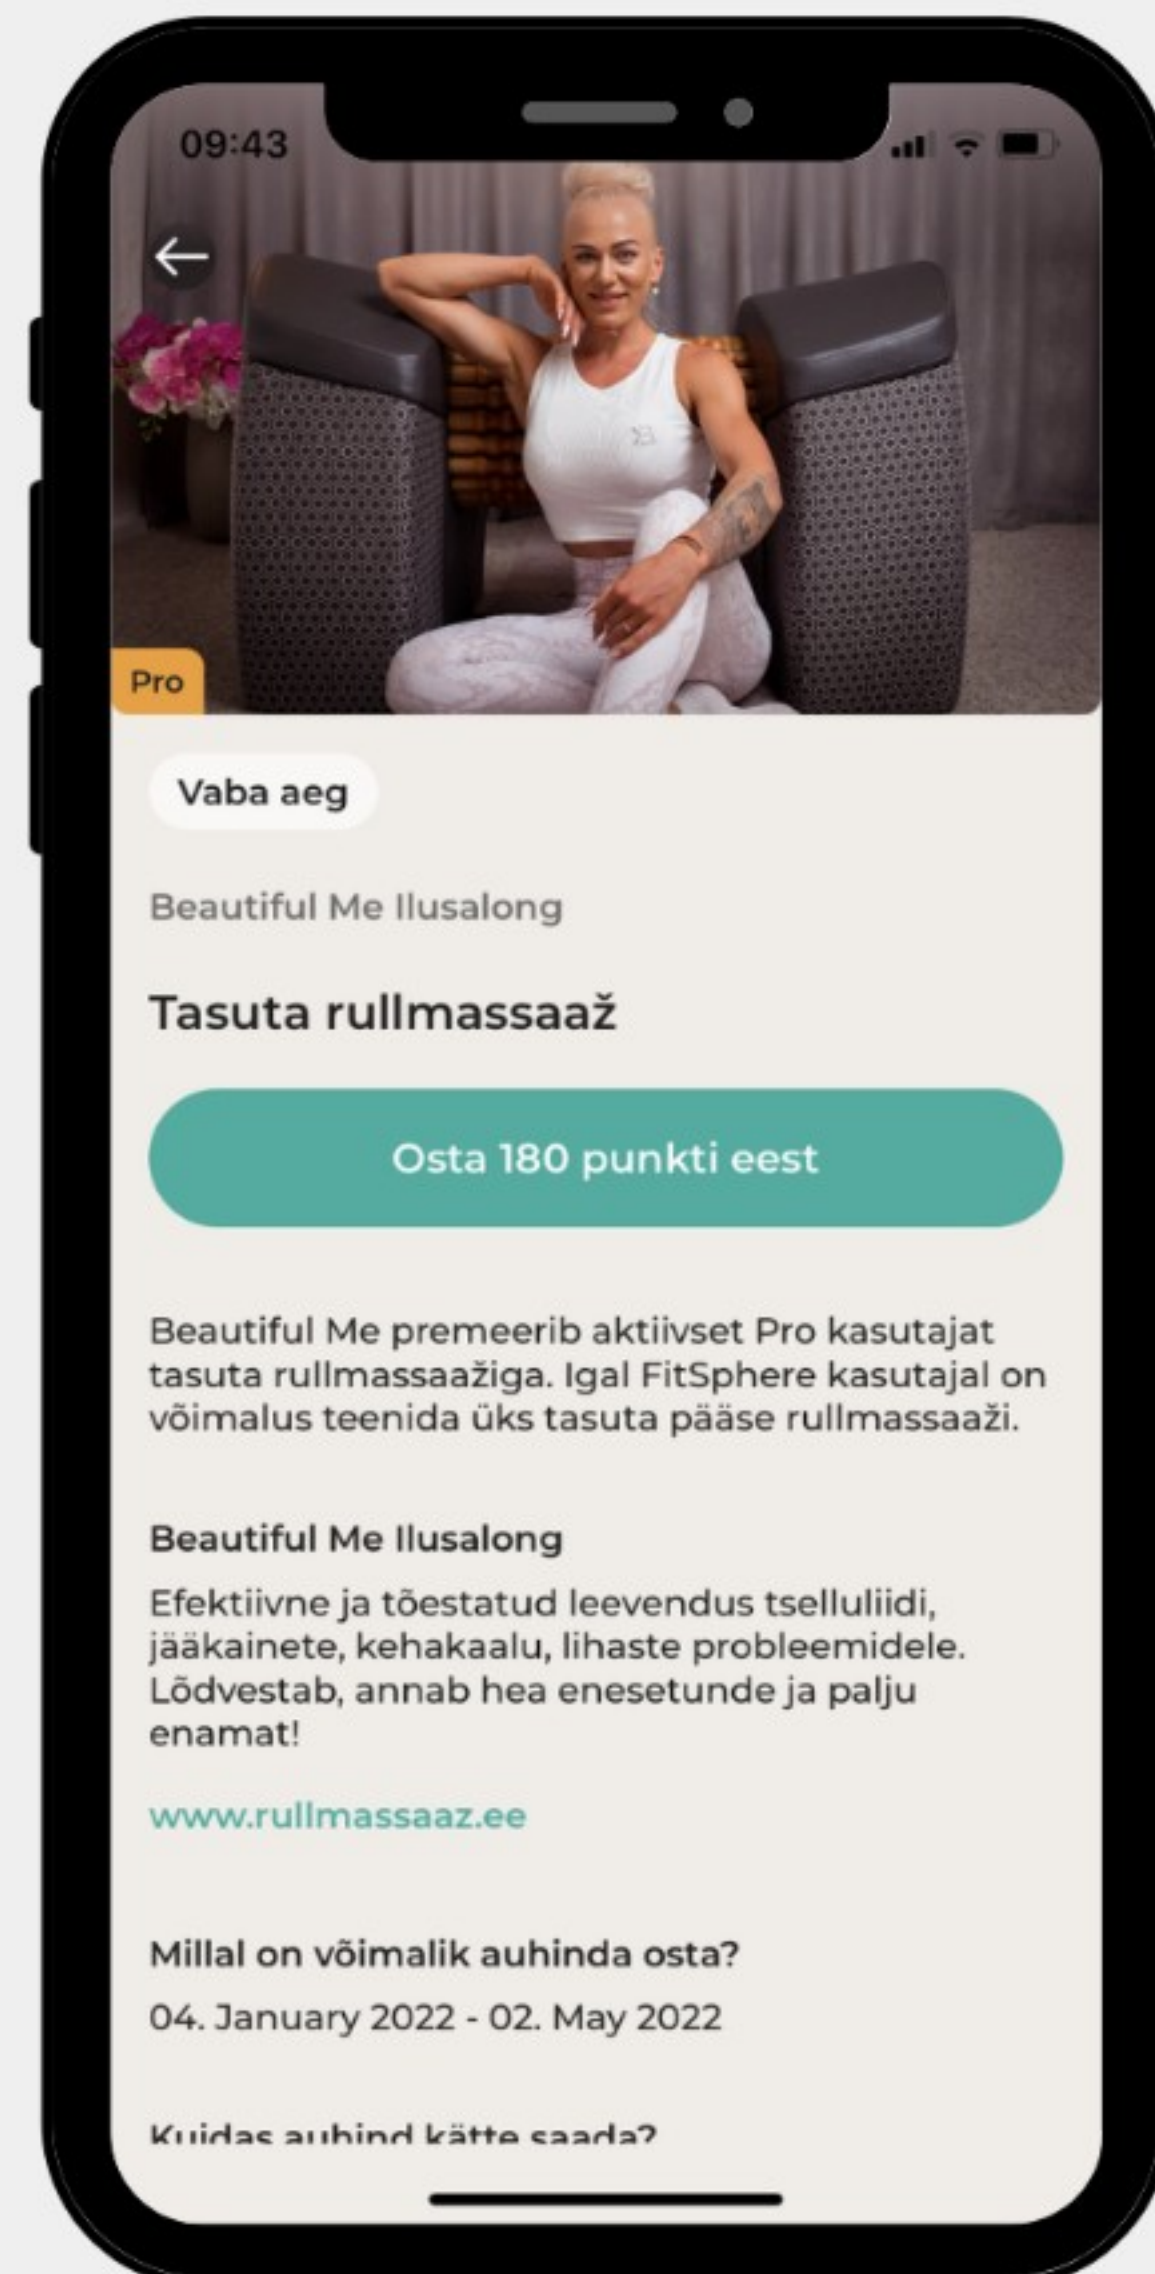 09:43
Pro
Vaba aeg
Beautiful Me Ilusalong
Tasuta rullmassaaž
Osta 180 punkti eest
Beautiful Me premeerib aktiivset Pro kasutajat
tasuta rullmassaažiga. Igal FitSphere kasutajal on
võimalus teenida üks tasuta pääse rullmassaaži.
Beautiful Me Ilusalong
Efektiivne ja tõestatud leevendus tselluliidi,
jääkainete, kehakaalu, lihaste probleemidele.
Lõdvestab, annab hea enesetunde ja palju
enamat!
www.rullmassaaz.ee
Millal on võimalik auhinda osta?
04. January 2022 - 02. May 2022
Kuidas auhind kätte saada?